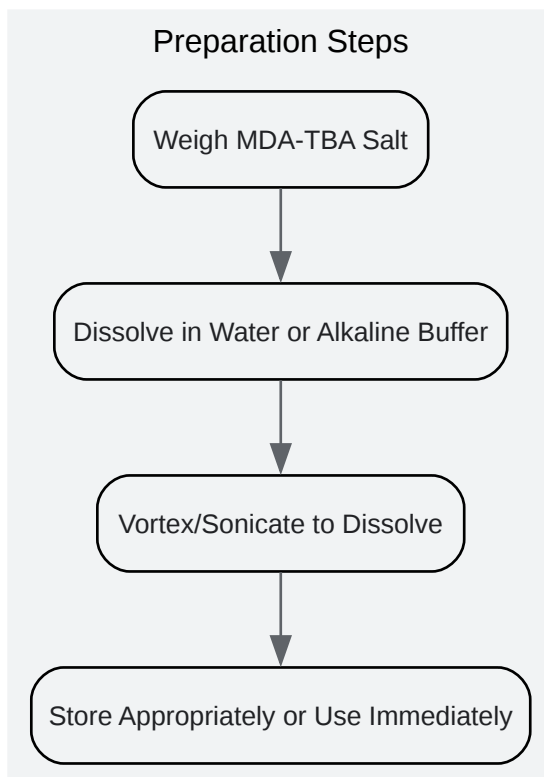 Preparation Steps
Weigh MDA-TBA Salt
Dissolve in Water or Alkaline Buffer
Vortex/Sonicate to Dissolve
Store Appropriately or Use Immediately